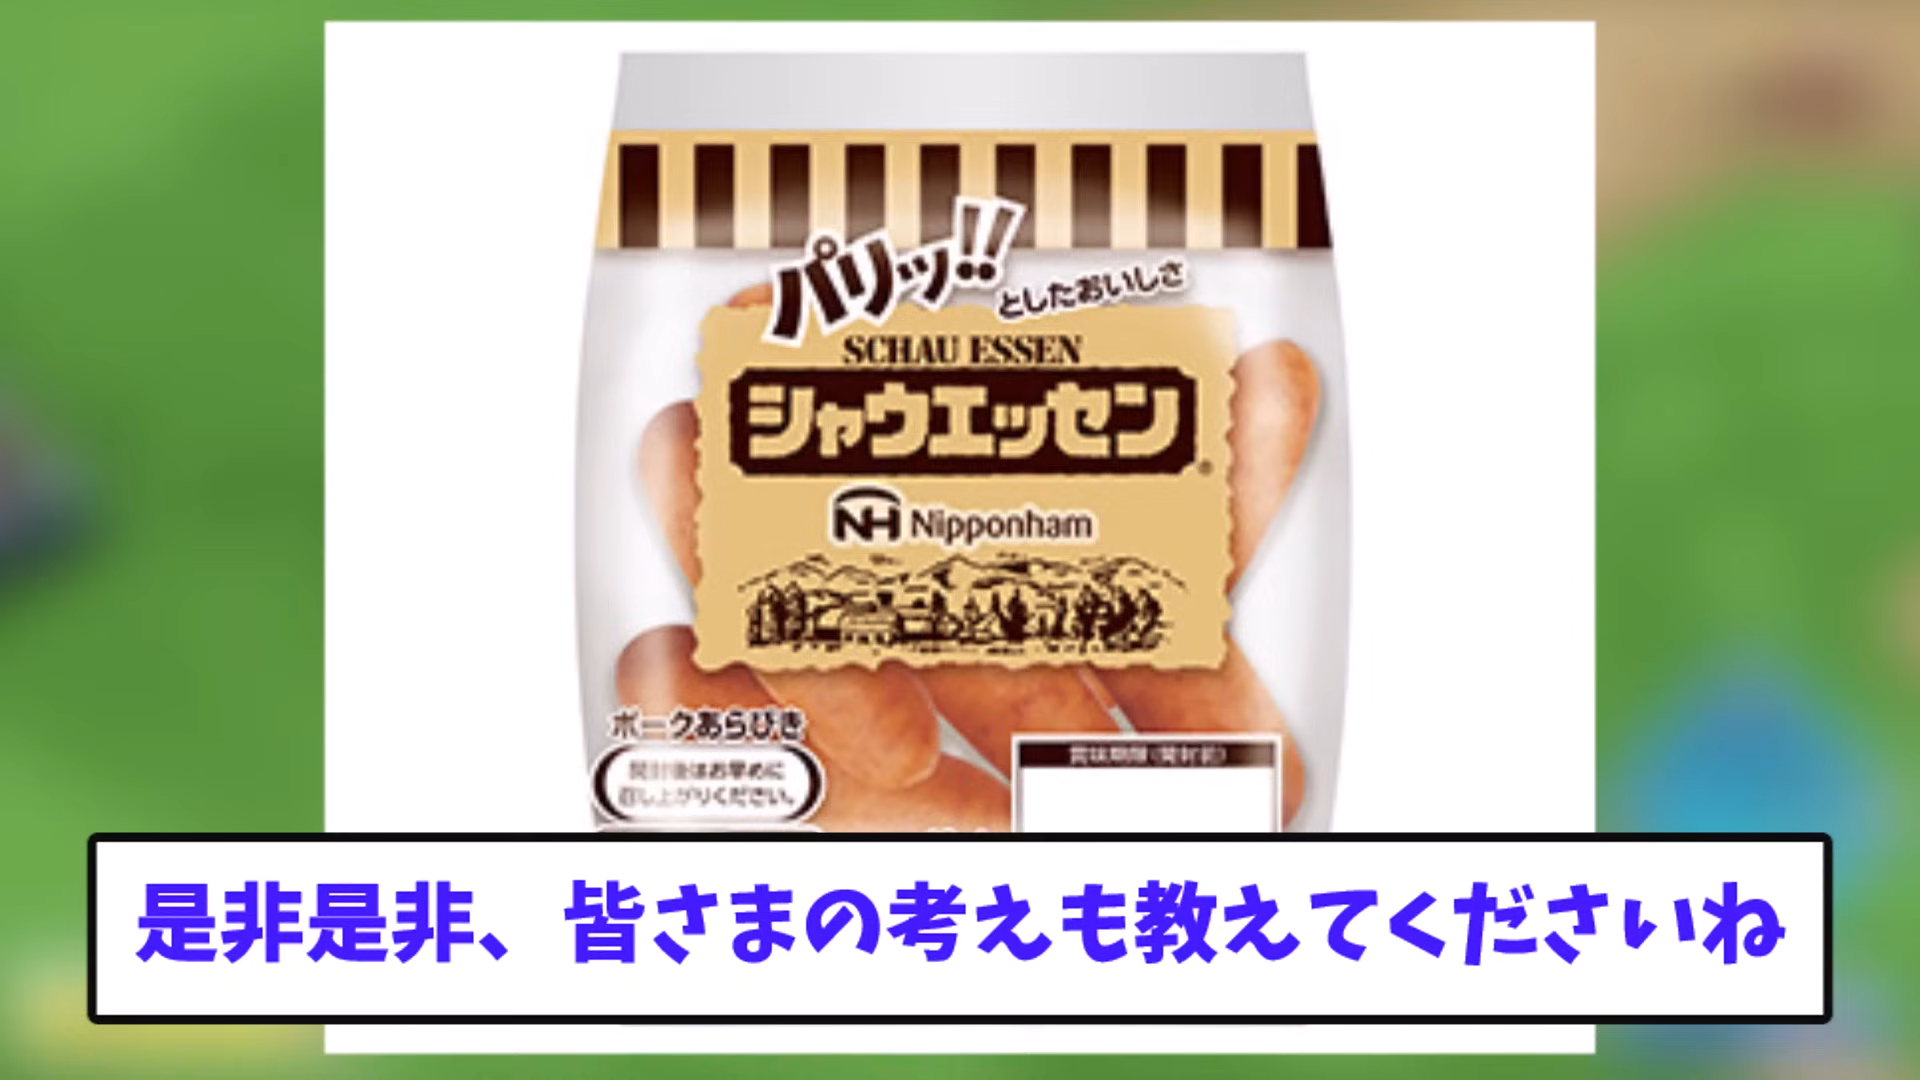 パリッ!!
としたおいしさ
SCHAU ESSEN
シャウエッセン®
NH Nipponham
ポークあらびき
開封後はお早めに
召し上がりください。
賞味期限(開封前)
是非是非、皆さまの考えも教えてくださいね